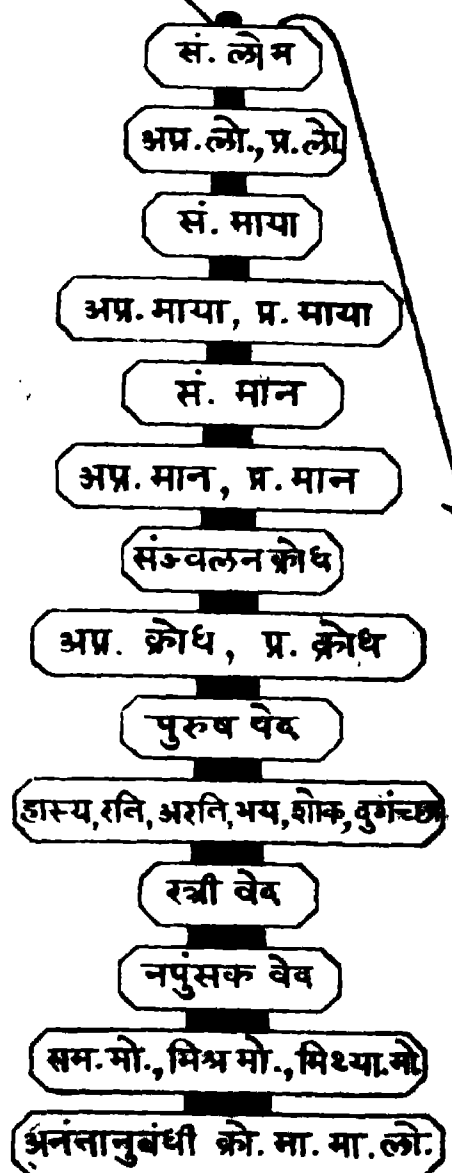 सं. लोभ
अप्र. लो., प्र. लो.
सं. माया
अप्र. माया, प्र. माया
सं. मान
अप्र. मान, प्र. मान
संज्वलन क्रोध
अप्र. क्रोध, प्र. क्रोध
पुरुष वेद
हास्य, रति, अरति, भय, शोक, दुगंच्छा
स्त्री वेद
नपुंसक वेद
सम. मो., मिश्र मो., मिथ्या. मो.
अनंतानुबंधी क्रो. मा. मा. लो.